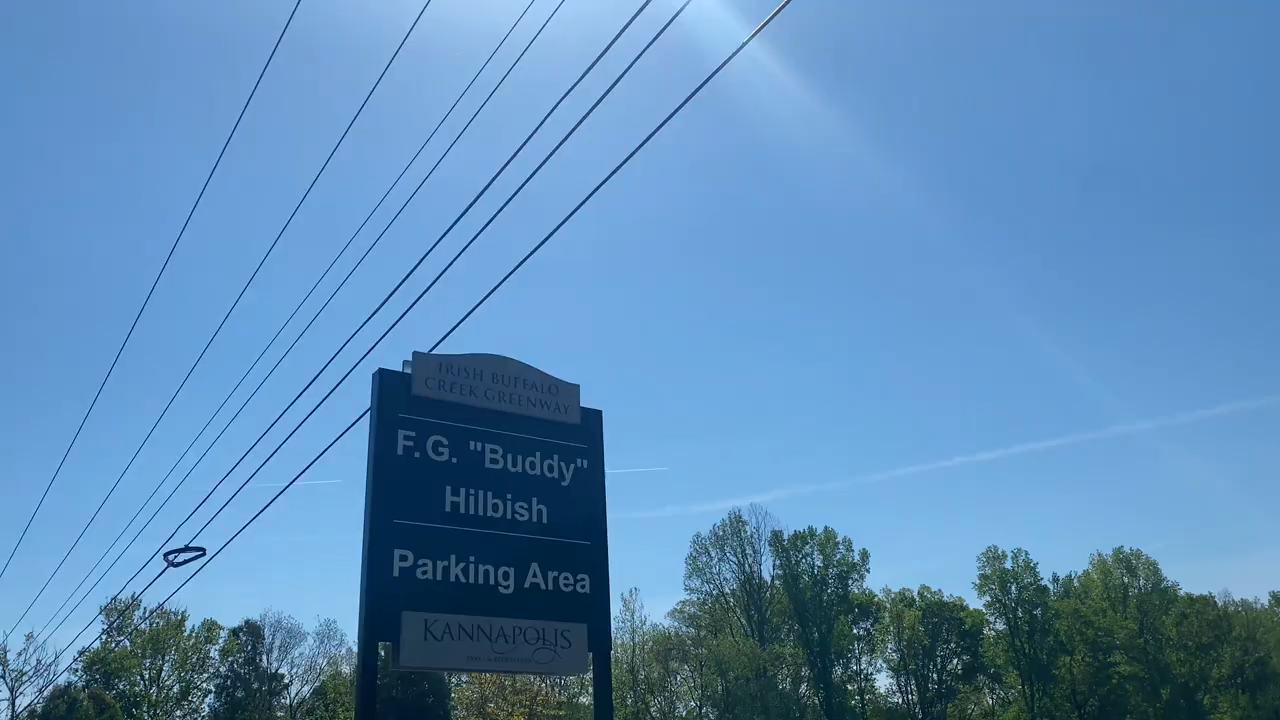 IRISH BUFFALO
CREEK GREENWAY
F.G. "Buddy"
Hilbish
Parking Area
KANNAPOLIS